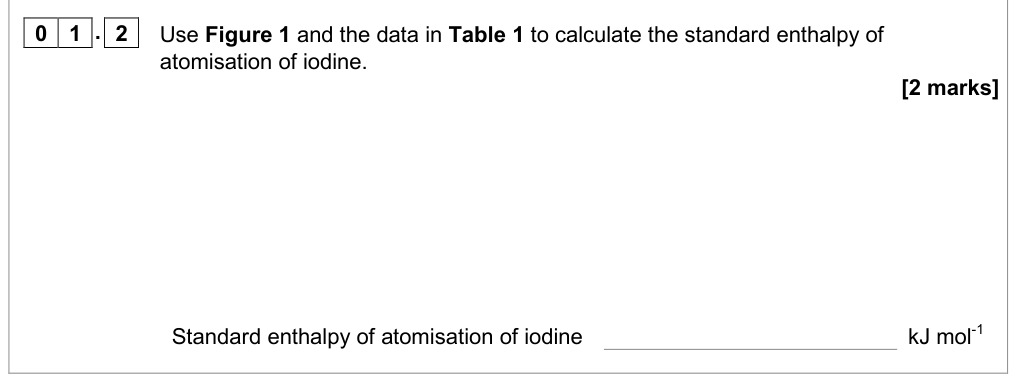 0 1 . 2 Use Figure 1 and the data in Table 1 to calculate the standard enthalpy of
atomisation of iodine.
[2 marks]
Standard enthalpy of atomisation of iodine kJ mol⁻¹